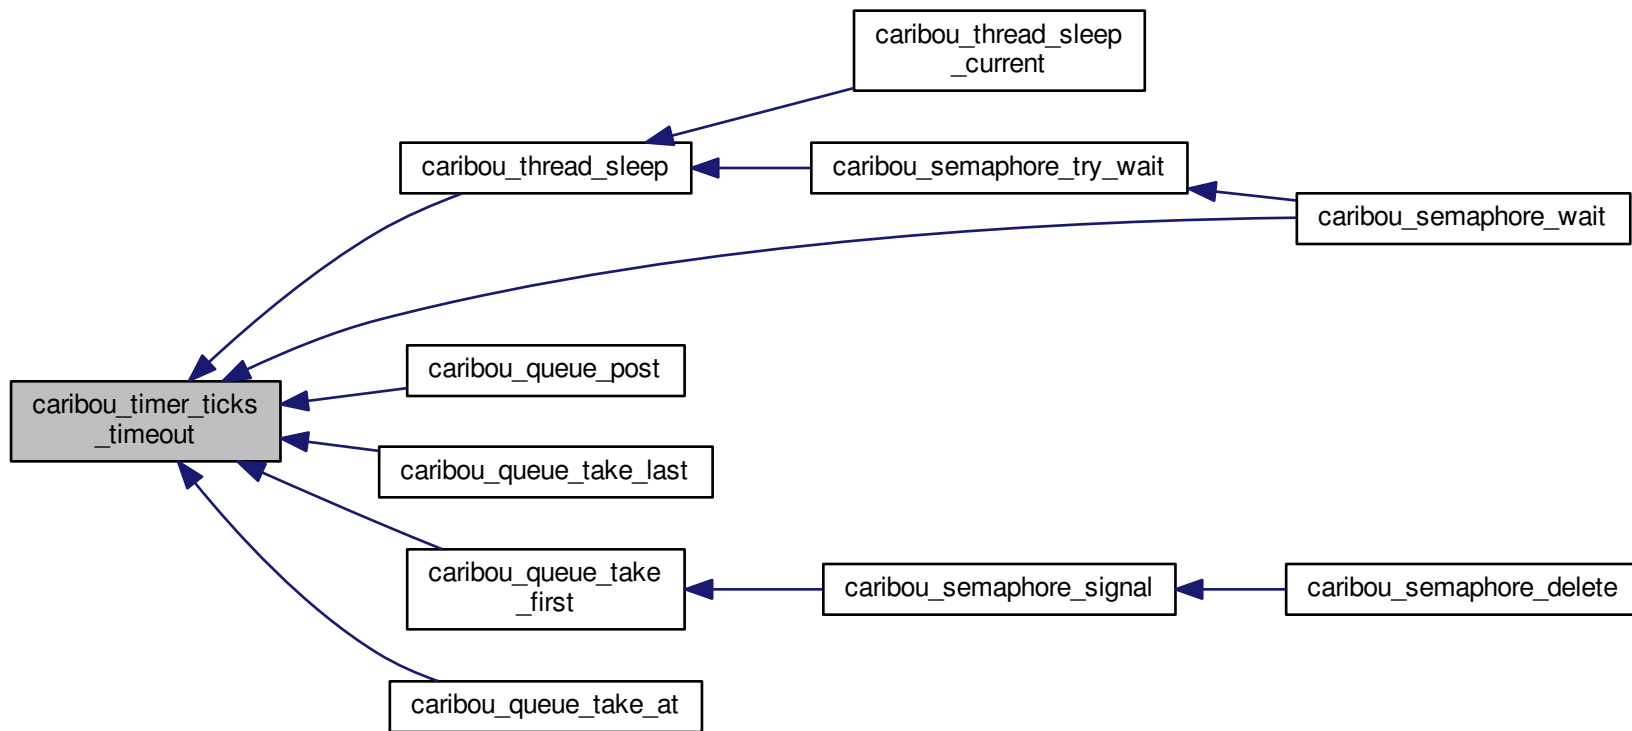 caribou_thread_sleep
_current
caribou_thread_sleep
caribou_semaphore_try_wait
caribou_semaphore_wait
caribou_queue_post
caribou_timer_ticks
_timeout
caribou_queue_take_last
caribou_queue_take
_first
caribou_semaphore_signal
caribou_semaphore_delete
caribou_queue_take_at